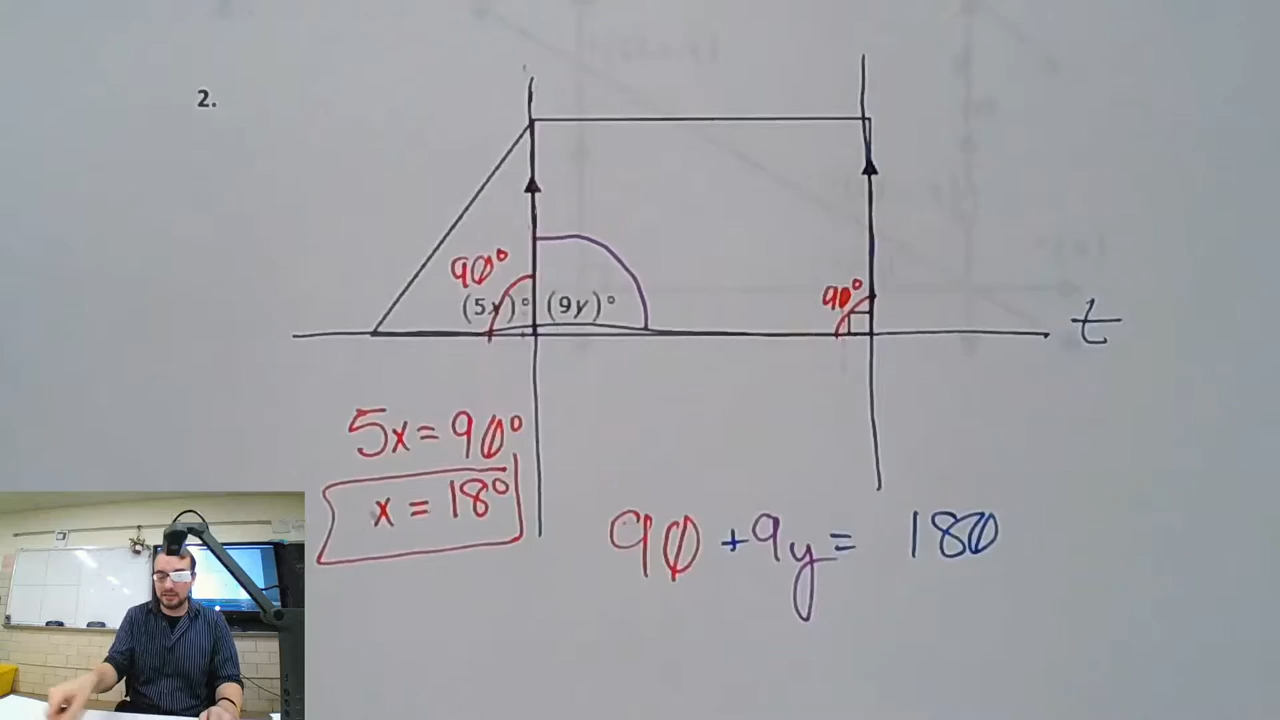 2.
90°
(5x)° (9y)°
90°
t
5x = 90°
x = 18°
90 + 9y = 180